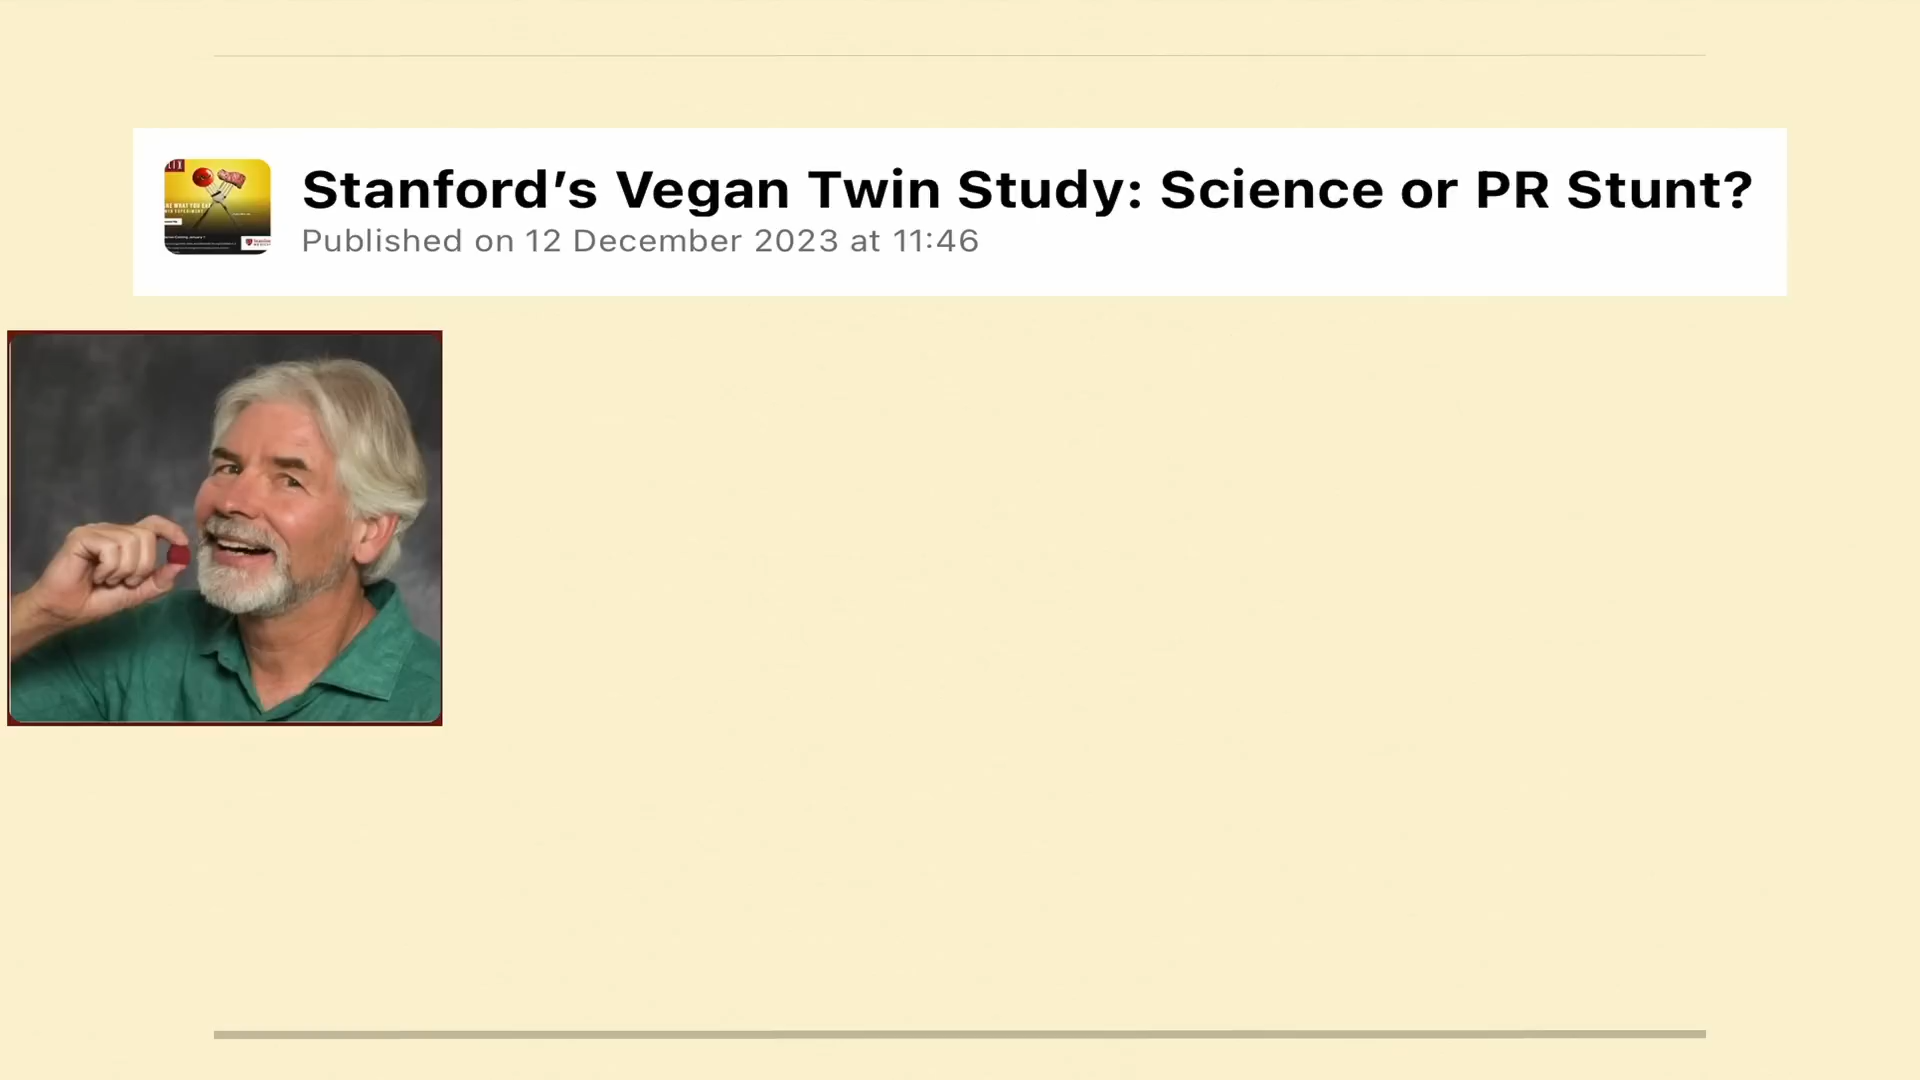 Stanford’s Vegan Twin Study: Science or PR Stunt?
Published on 12 December 2023 at 11:46